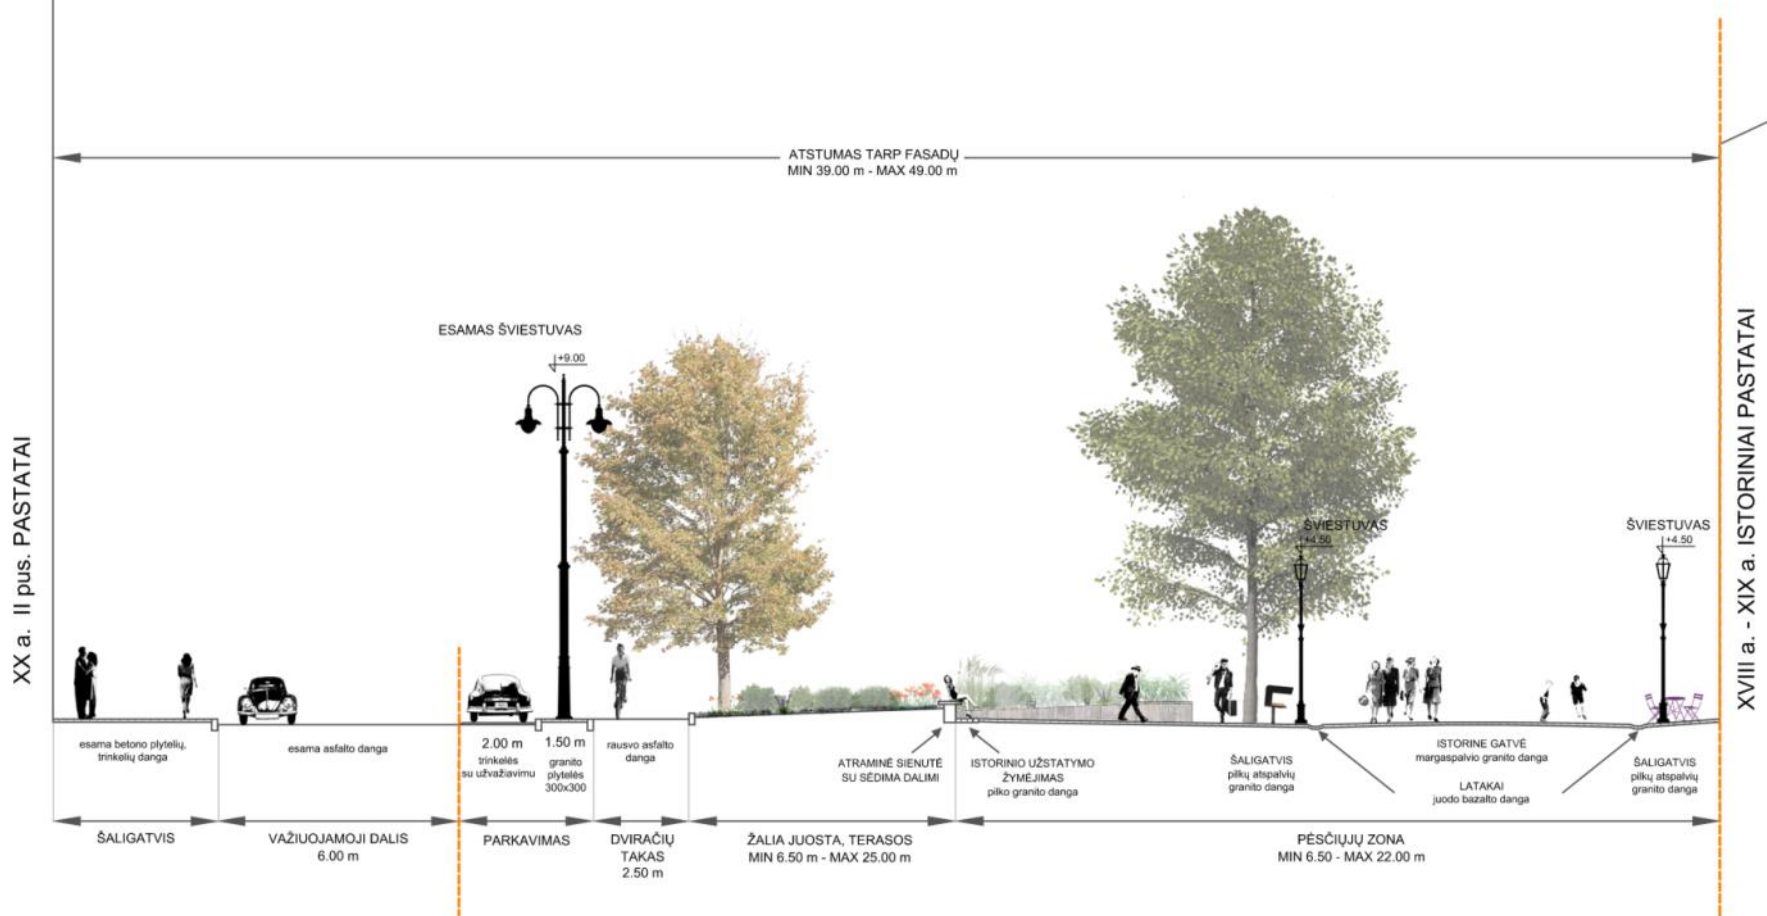 ATSTUMAS TARP FASADŲ
MIN 39.00 m - MAX 49.00 m
ESAMAS ŠVIESTUVAS
+9.00
ŠVIESTUVAS
+4.50
ŠVIESTUVAS
+4.50
XX a. II pus. PASTATAI
XVIII a. - XIX a. ISTORINIAI PASTATAI
esama betono plytelių,
trinkelių danga
esama asfalto danga
2.00 m
trinkelės
su užvažiavimu
1.50 m
granito
plytelės
300x300
rausvo asfalto
danga
ATRAMINĖ SIENUTĖ
SU SĖDIMA DALIMI
ISTORINIO UŽSTATYMO
ŽYMĖJIMAS
pilko granito danga
ŠALIGATVIS
pilkų atspalvių
granito danga
ISTORINĖ GATVĖ
margaspalvio granito danga
LATAKAI
juodo bazalto danga
ŠALIGATVIS
pilkų atspalvių
granito danga
ŠALIGATVIS
VAŽIUOJAMOJI DALIS
6.00 m
PARKAVIMAS
DVIRAČIŲ
TAKAS
2.50 m
ŽALIA JUOSTA, TERASOS
MIN 6.50 m - MAX 25.00 m
PĖSČIŲJŲ ZONA
MIN 6.50 - MAX 22.00 m